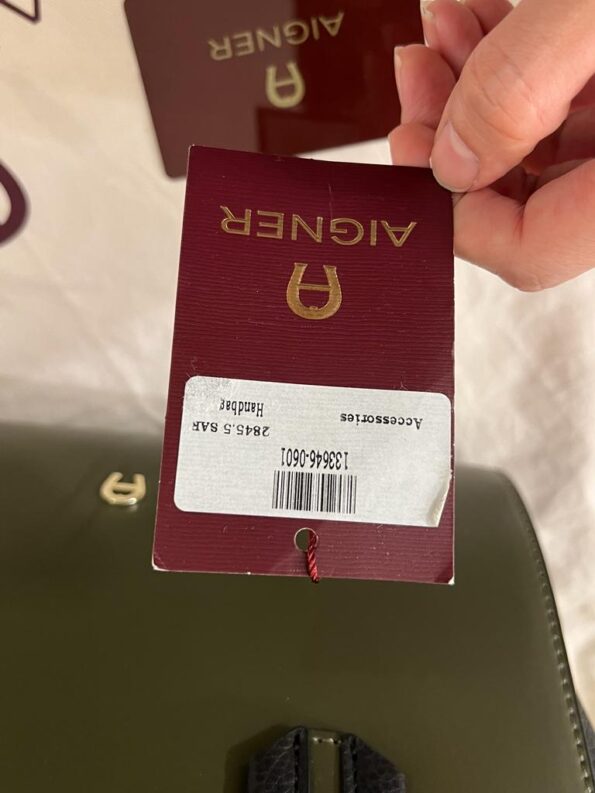 133646-0601
Accessories 2845.5 SAR
Handbag
AIGNER
AIGNER